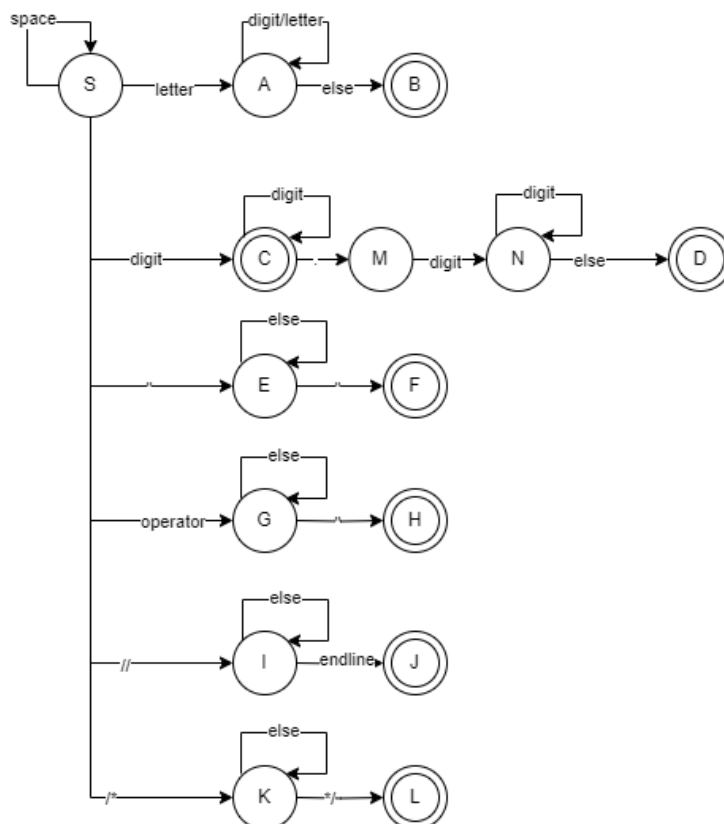 space
digit/letter
S
letter
A
else
B
digit
digit
digit
C
.
M
digit
N
else
D
else
"
E
"
F
else
operator
G
"
H
else
//
I
endline
J
else
/*
K
*/
L